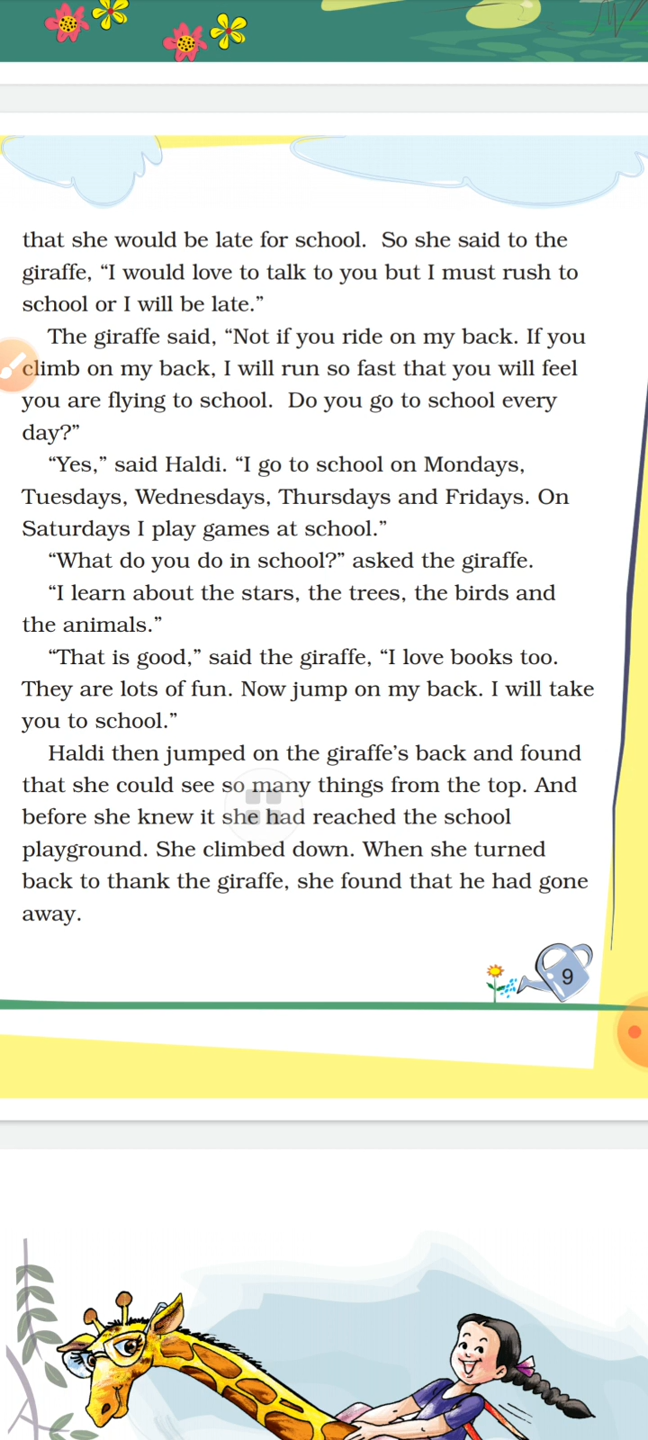 that she would be late for school.  So she said to the
giraffe, “I would love to talk to you but I must rush to
school or I will be late.”
The giraffe said, “Not if you ride on my back. If you
climb on my back, I will run so fast that you will feel
you are flying to school.  Do you go to school every
day?”
“Yes,” said Haldi. “I go to school on Mondays,
Tuesdays, Wednesdays, Thursdays and Fridays. On
Saturdays I play games at school.”
“What do you do in school?” asked the giraffe.
“I learn about the stars, the trees, the birds and
the animals.”
“That is good,” said the giraffe, “I love books too.
They are lots of fun. Now jump on my back. I will take
you to school.”
Haldi then jumped on the giraffe’s back and found
that she could see so many things from the top. And
before she knew it she had reached the school
playground. She climbed down. When she turned
back to thank the giraffe, she found that he had gone
away.
9